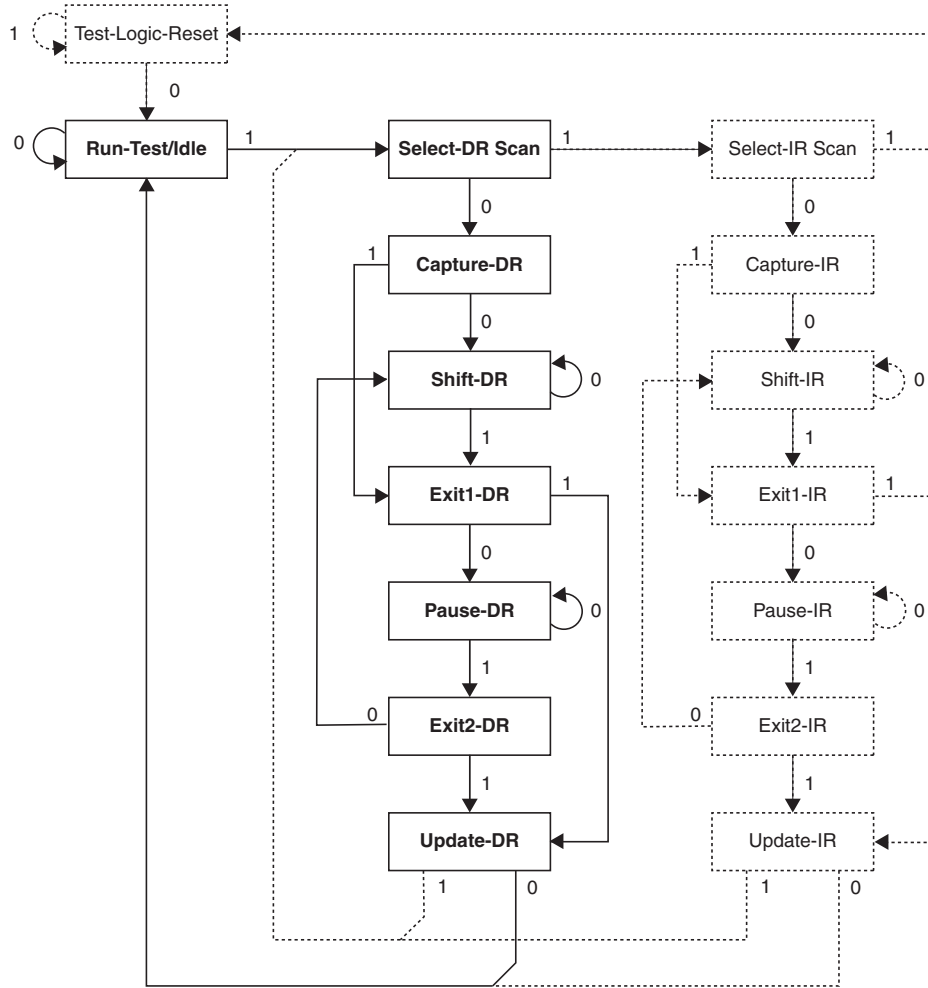 Test-Logic-Reset
1
0
0
Run-Test/Idle
1
Select-DR Scan
1
Select-IR Scan
1
0
0
1
Capture-DR
1
Capture-IR
0
0
Shift-DR
0
Shift-IR
0
1
1
Exit1-DR
1
Exit1-IR
1
0
0
Pause-DR
0
Pause-IR
0
1
1
0
Exit2-DR
0
Exit2-IR
1
1
Update-DR
Update-IR
1
0
1
0